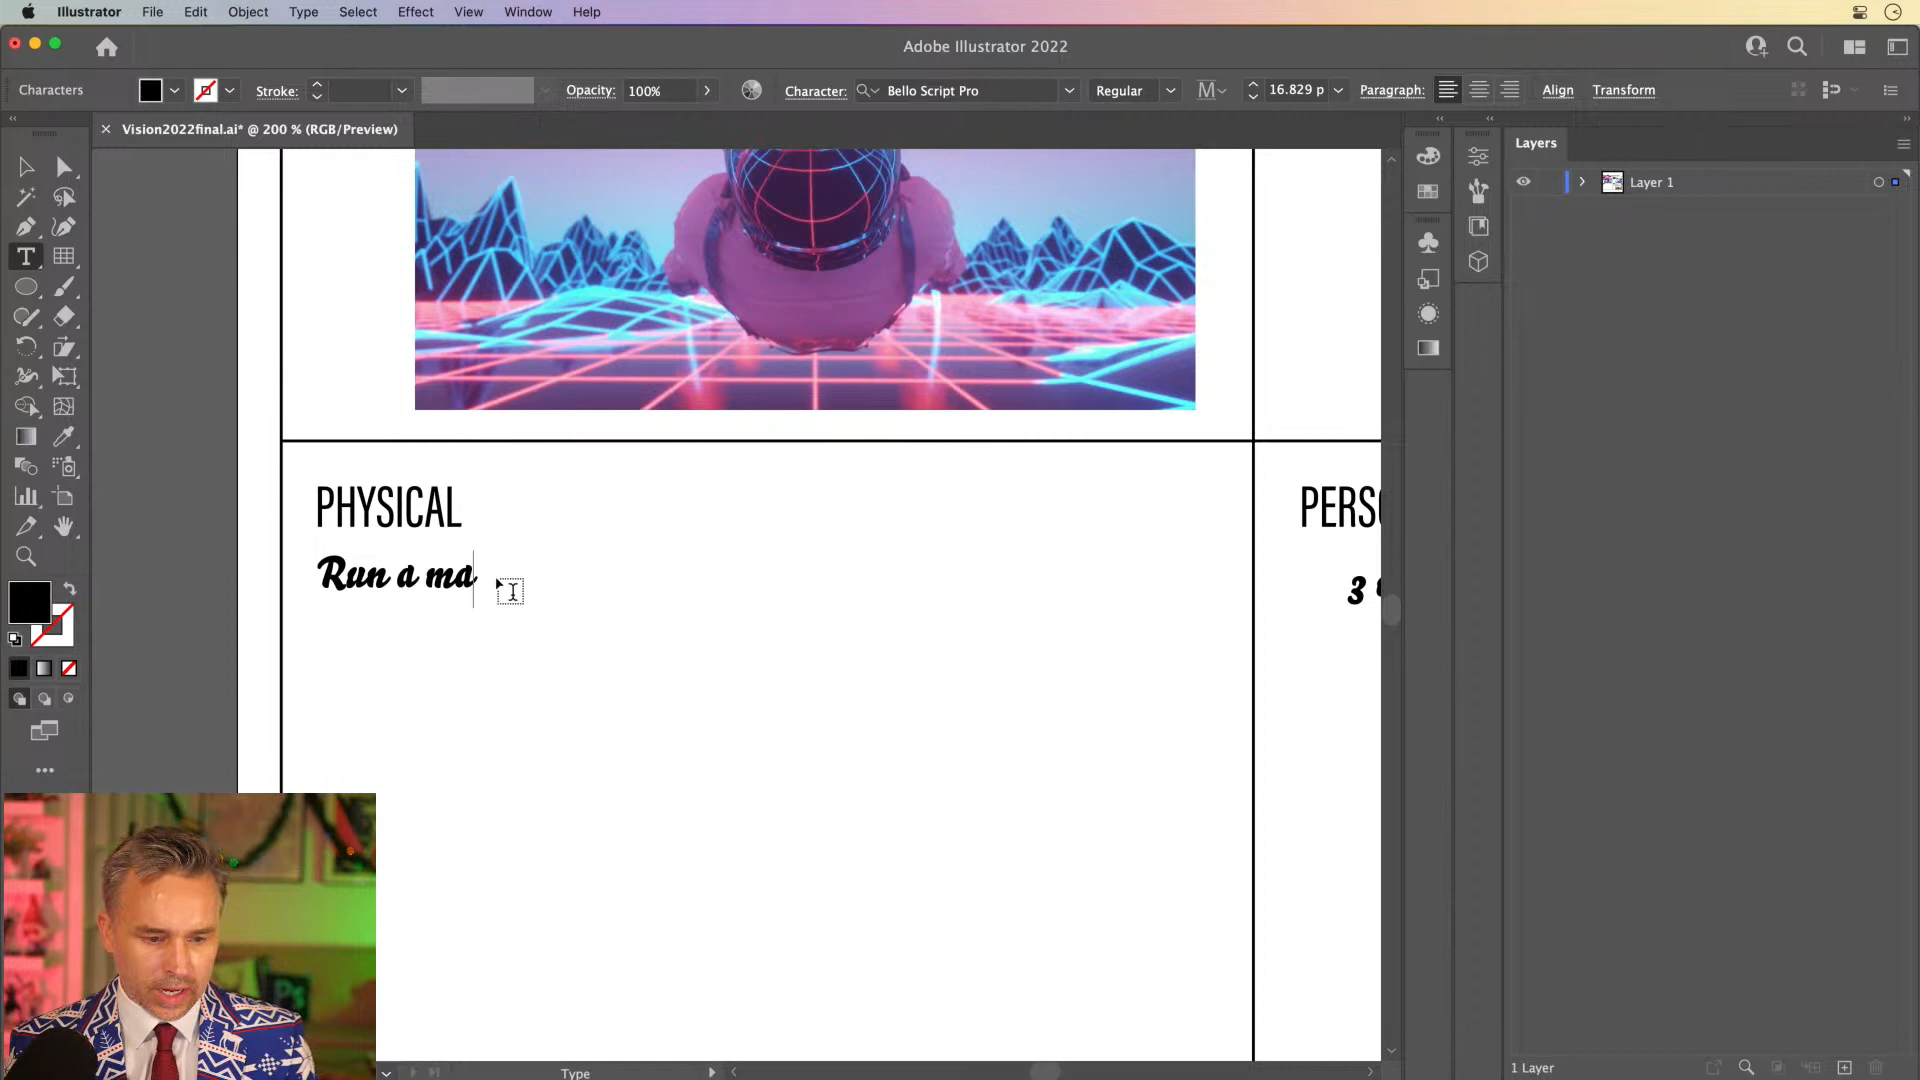 Illustrator File Edit Object Type Select Effect View Window Help
Adobe Illustrator 2022
Characters Stroke: Opacity: 100% Character: Bello Script Pro Regular 16.829 p Paragraph: Align Transform
× Vision2022final.ai* @ 200 % (RGB/Preview)
Layers
Layer 1
PHYSICAL
Run a ma
PERSO
3
Ps
Type
1 Layer